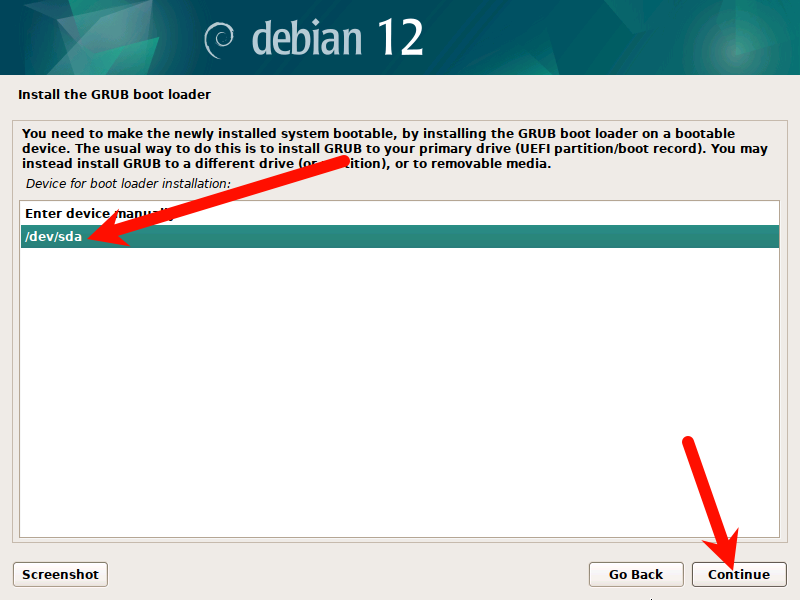 debian 12
Install the GRUB boot loader
You need to make the newly installed system bootable, by installing the GRUB boot loader on a bootable
device. The usual way to do this is to install GRUB to your primary drive (UEFI partition/boot record). You may
instead install GRUB to a different drive (or partition), or to removable media.
Device for boot loader installation:
Enter device manually
/dev/sda
Screenshot
Go Back
Continue